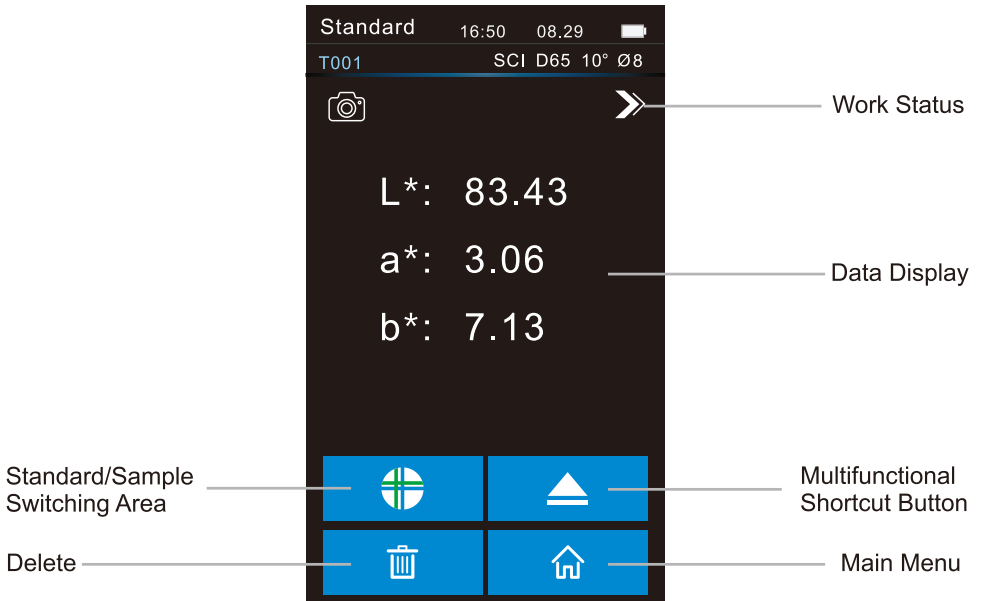 Standard 16:50 08.29
T001 SCI D65 10° Ø8
Work Status
L*: 83.43
a*: 3.06
Data Display
b*: 7.13
Standard/Sample
Switching Area
Multifunctional
Shortcut Button
Delete
Main Menu